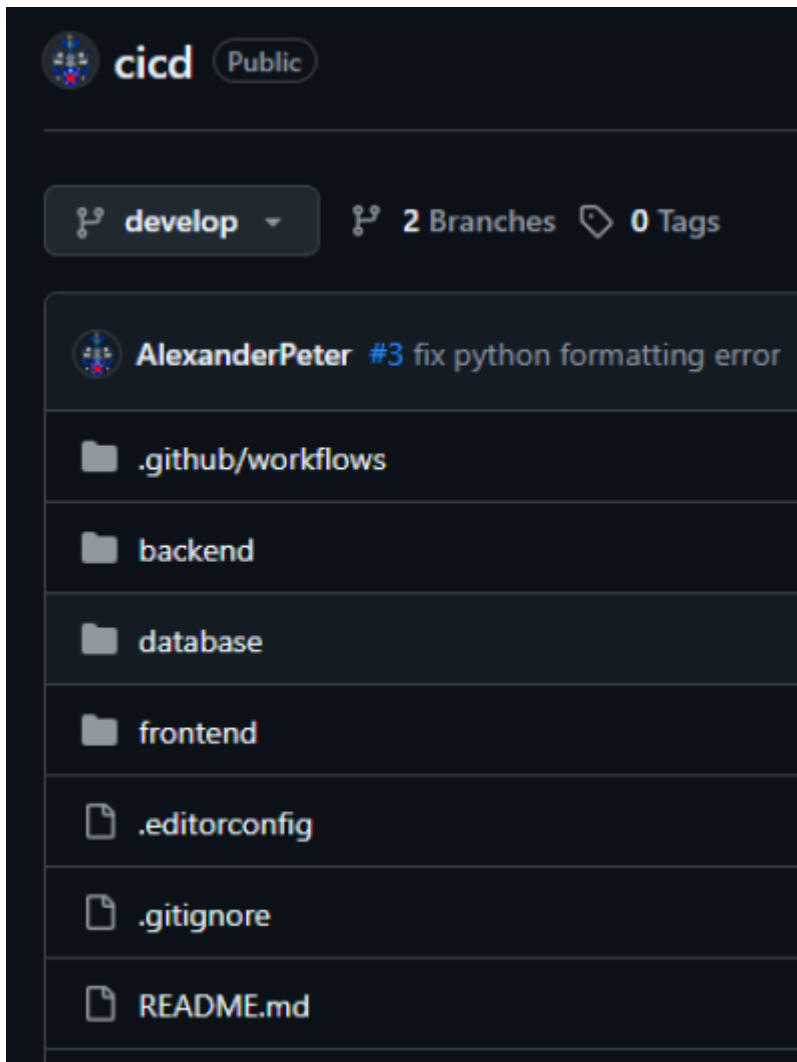 cicd Public
develop 2 Branches 0 Tags
AlexanderPeter #3 fix python formatting error
.github/workflows
backend
database
frontend
.editorconfig
.gitignore
README.md